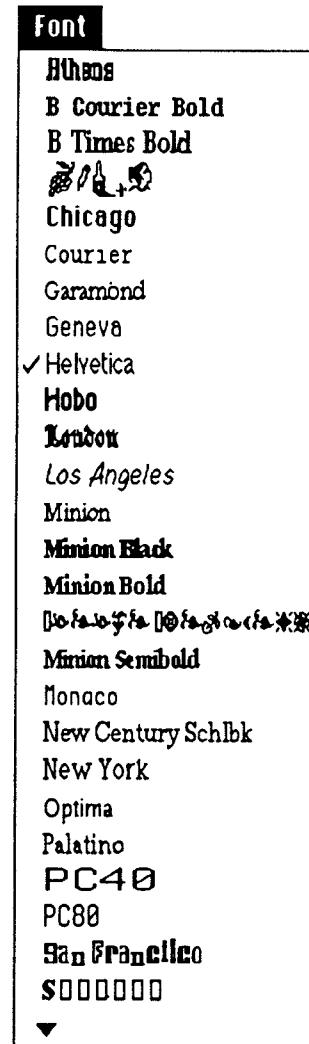 Font
Athens
B Courier Bold
B Times Bold
Chicago
Courier
Garamond
Geneva
✓ Helvetica
Hobo
London
Los Angeles
Minion
Minion Black
Minion Bold
Minion Semibold
Monaco
New Century Schlbk
New York
Optima
Palatino
PC40
PC80
San Francisco
S